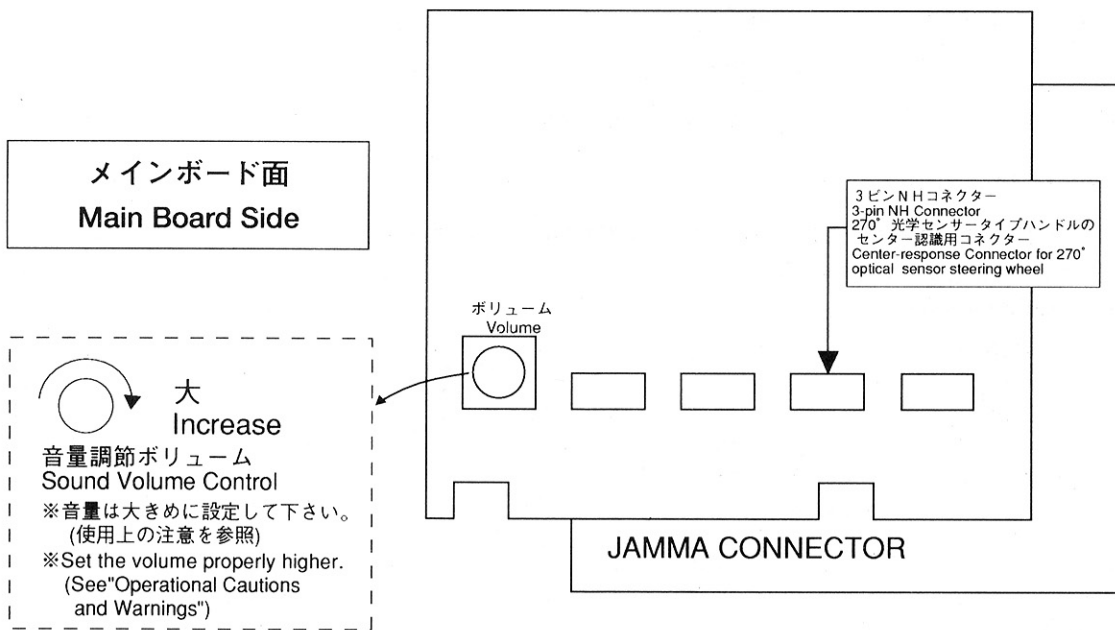 メインボード面
Main Board Side
3ピンNHコネクター
3-pin NH Connector
270° 光学センサータイプハンドルの
センター認識用コネクター
Center-response Connector for 270°
optical sensor steering wheel
ボリューム
Volume
大
Increase
音量調節ボリューム
Sound Volume Control
※音量は大きめに設定して下さい。
(使用上の注意を参照)
※Set the volume properly higher.
(See"Operational Cautions
and Warnings")
JAMMA CONNECTOR